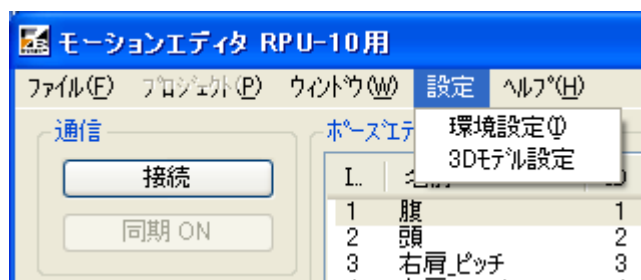 モーションエディタ RPU-10用
ﾌｧｲﾙ(F) ﾌﾟﾛｼﾞｪｸﾄ(P) ｳｨﾝﾄﾞｳ(W) 設定 ﾍﾙﾌﾟ(H)
環境設定(I)
3Dﾓﾃﾞﾙ設定
通信
接続
同期 ON
ﾎﾟｰｽﾞｴﾃﾞ
I..
1 腹 1
2 頭 2
3 右肩_ピッチ 3